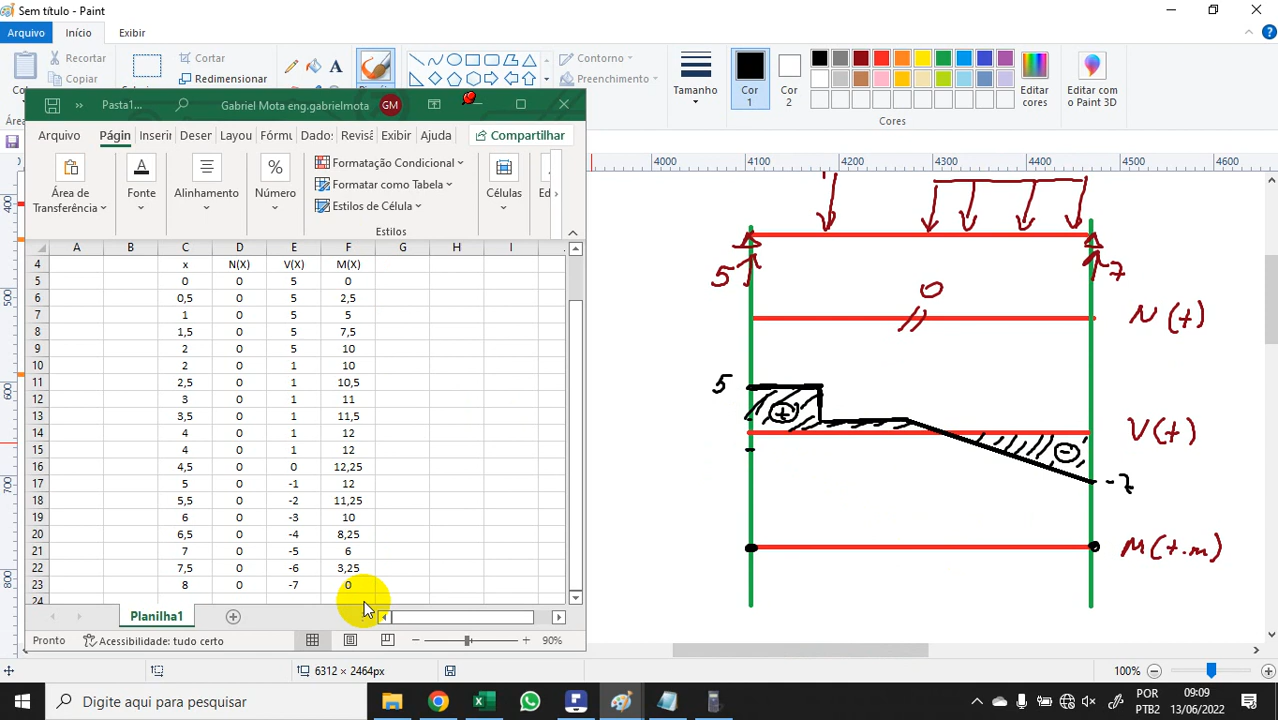 Sem título - Paint
Arquivo Início Exibir
Recortar
Copiar
Cortar
Redimensionar
Contorno
Preenchimento
Tamanho
Cor 1
Cor 2
Editar cores
Editar com o Paint 3D
Cores
Pasta1...
Gabriel Mota eng.gabrielmota
GM
Arquivo Págin Inseri Deser Layou Fórmu Dado: Revisã Exibir Ajuda Compartilhar
Área de Transferência
Fonte
Alinhamento
Número
Formatação Condicional
Formatar como Tabela
Estilos de Célula
Estilos
Células
Ed
A B C D E F G H I
4 x N(X) V(X) M(X)
5 0 0 5 0
6 0,5 0 5 2,5
7 1 0 5 5
8 1,5 0 5 7,5
9 2 0 5 10
10 2 0 1 10
11 2,5 0 1 10,5
12 3 0 1 11
13 3,5 0 1 11,5
14 4 0 1 12
15 4 0 1 12
16 4,5 0 0 12,25
17 5 0 -1 12
18 5,5 0 -2 11,25
19 6 0 -3 10
20 6,5 0 -4 8,25
21 7 0 -5 6
22 7,5 0 -6 3,25
23 8 0 -7 0
24
Planilha1
Pronto
Acessibilidade: tudo certo
90%
4000 4100 4200 4300 4400 4500 4600
400
500
600
700
800
5
7
0
N (t)
5
+
V(t)
-
-7
M(t.m)
6312 × 2464px
100%
Digite aqui para pesquisar
POR
PTB2
09:09
13/06/2022